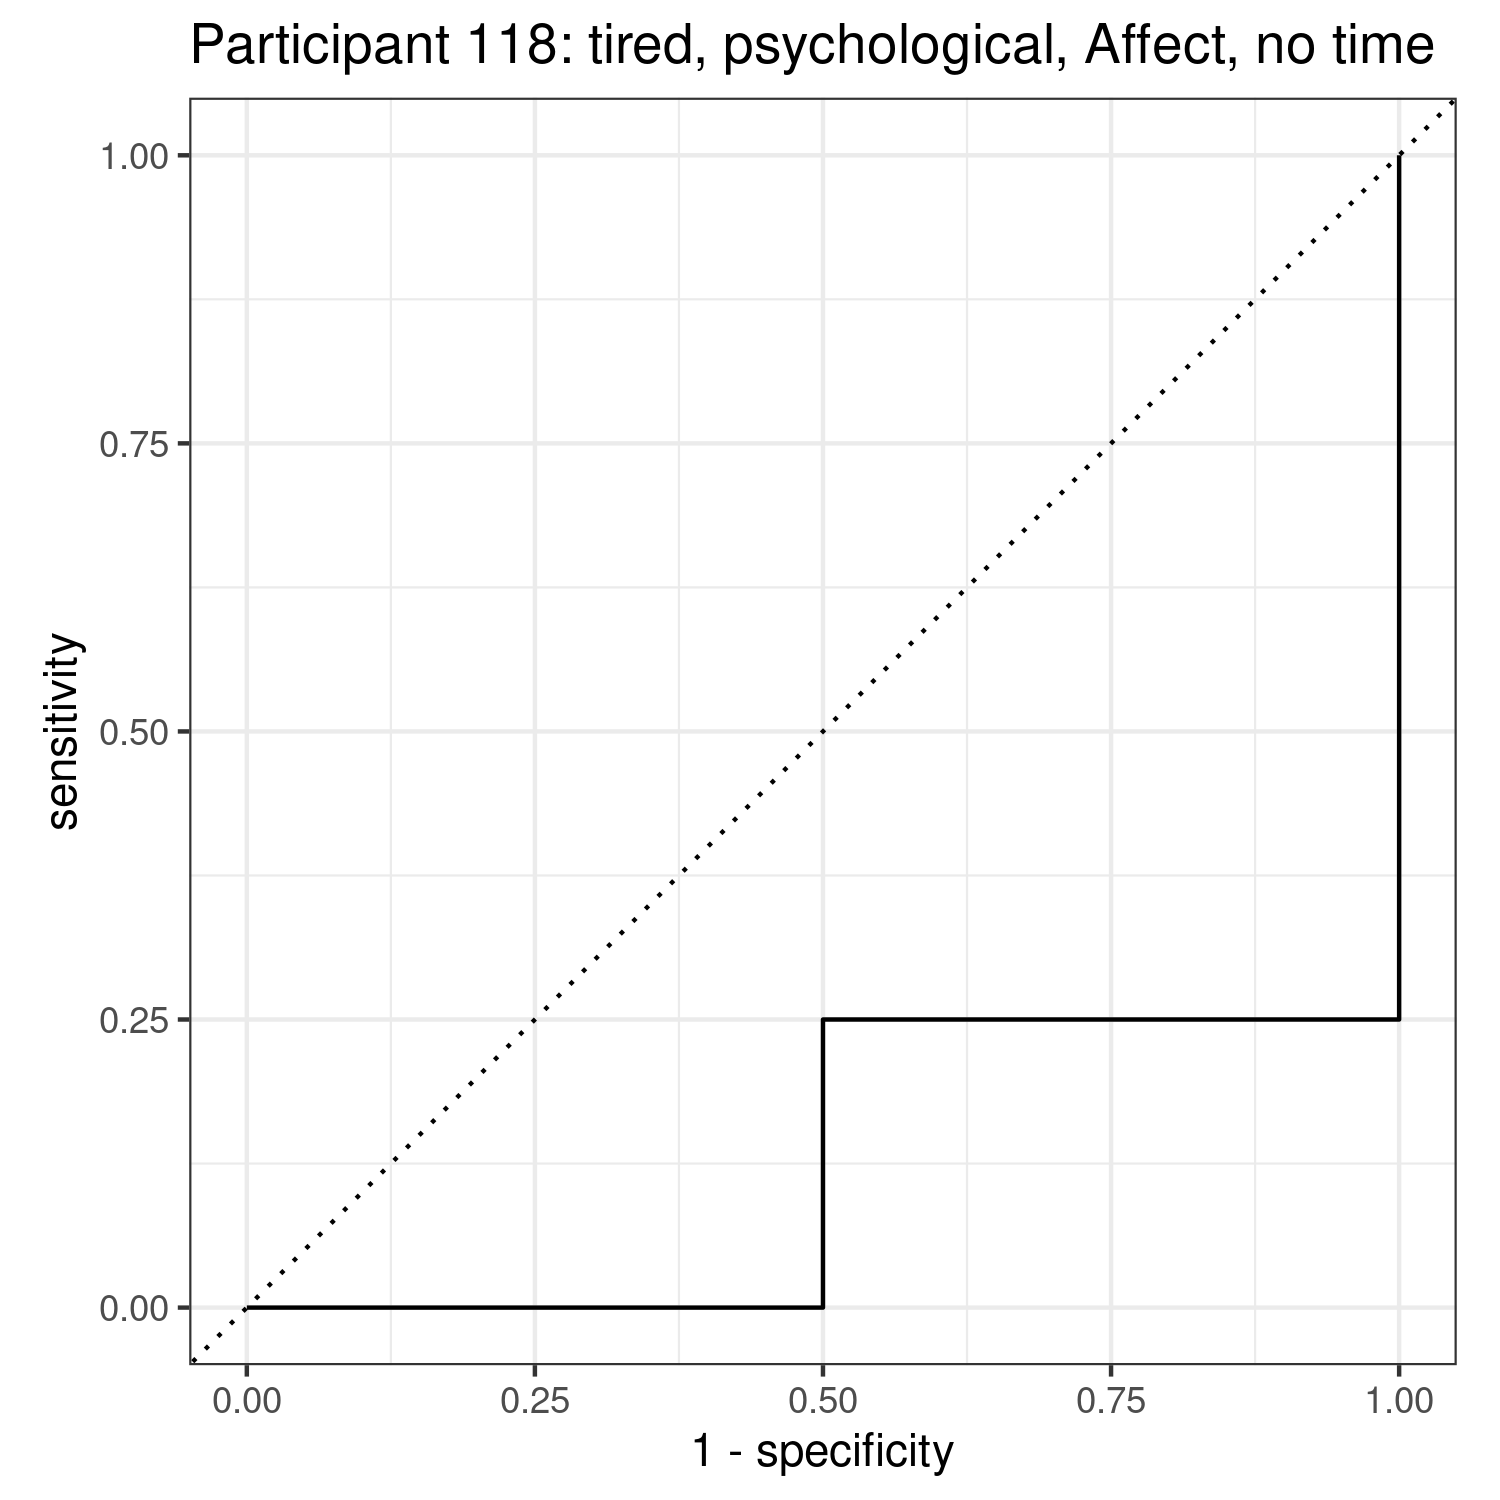 Participant 118: tired, psychological, Affect, no time
1.00
0.75
0.50
0.25
0.00
sensitivity
0.00 0.25 0.50 0.75 1.00
1 - specificity